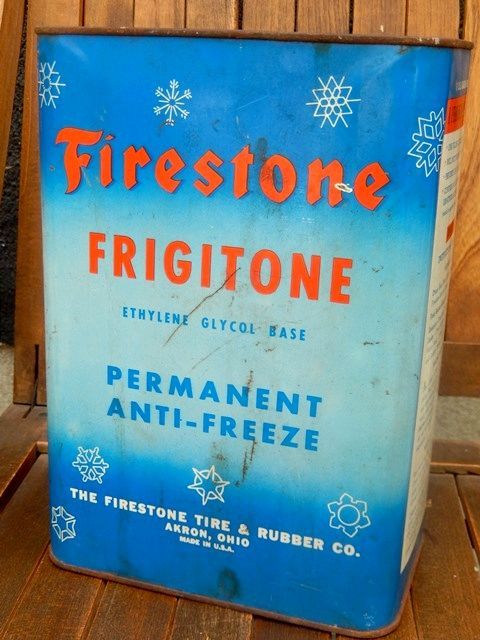 Firestone
FRIGITONE
ETHYLENE GLYCOL BASE
PERMANENT
ANTI-FREEZE
THE FIRESTONE TIRE & RUBBER CO.
AKRON, OHIO
MADE IN U.S.A.